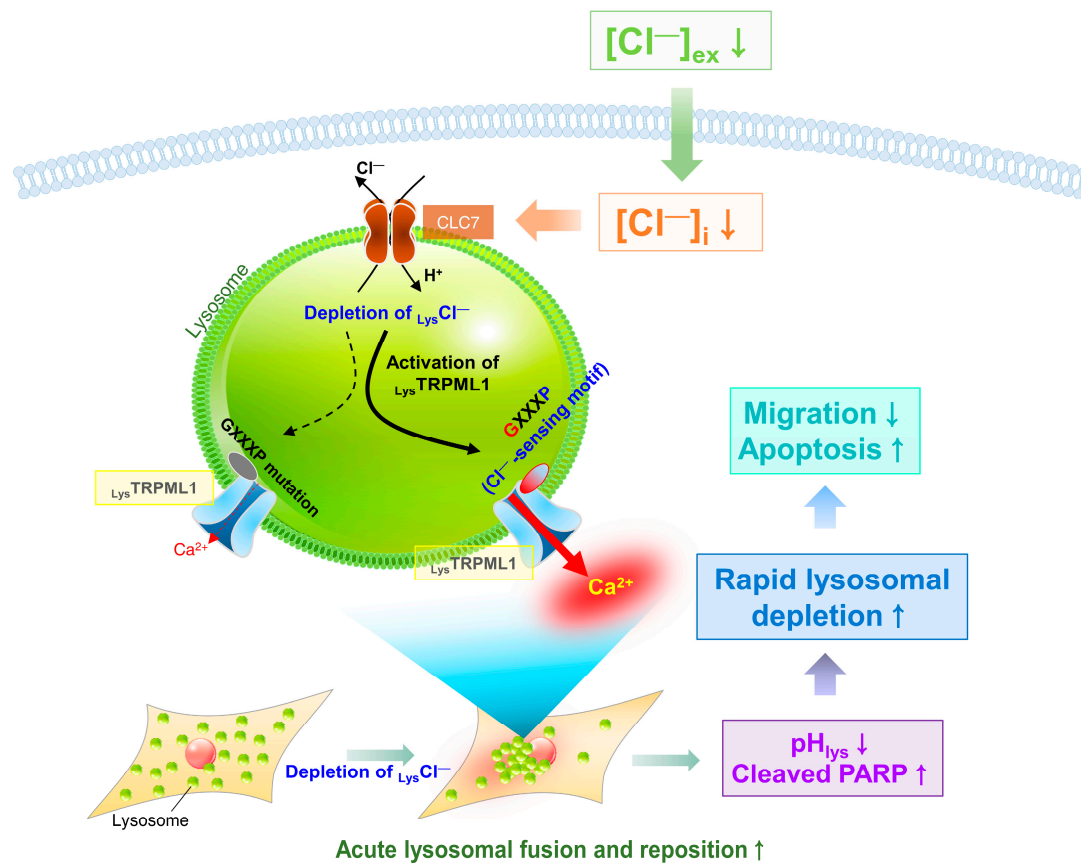 [Cl—]ex ↓
Cl—
CLC7
[Cl—]i ↓
H+
Lysosome
Depletion of LysCl—
Activation of
LysTRPML1
GXXXP
(Cl—-sensing motif)
GXXXP mutation
LysTRPML1
Ca2+
LysTRPML1
Ca2+
Migration ↓
Apoptosis ↑
Rapid lysosomal
depletion ↑
pHlys ↓
Cleaved PARP ↑
Depletion of LysCl—
Lysosome
Acute lysosomal fusion and reposition ↑